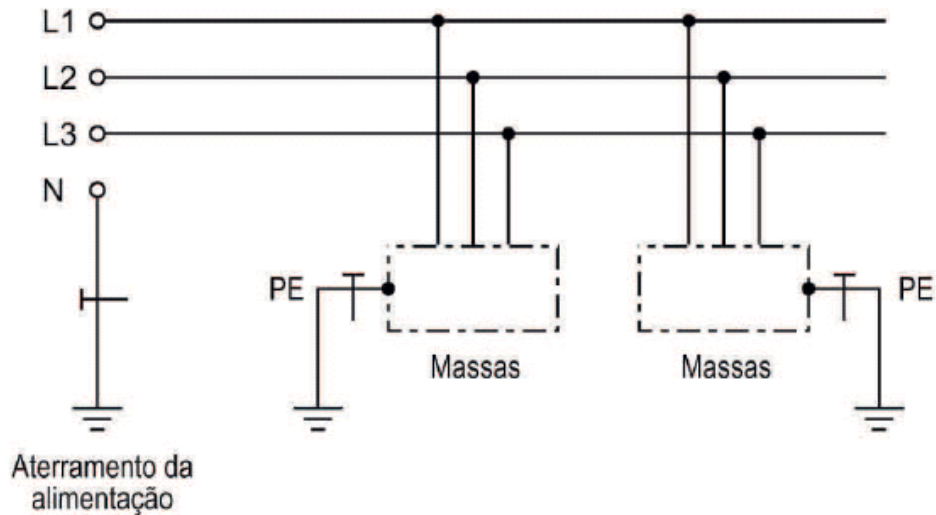 L1
L2
L3
N
PE
PE
Massas
Massas
Aterramento da
alimentação